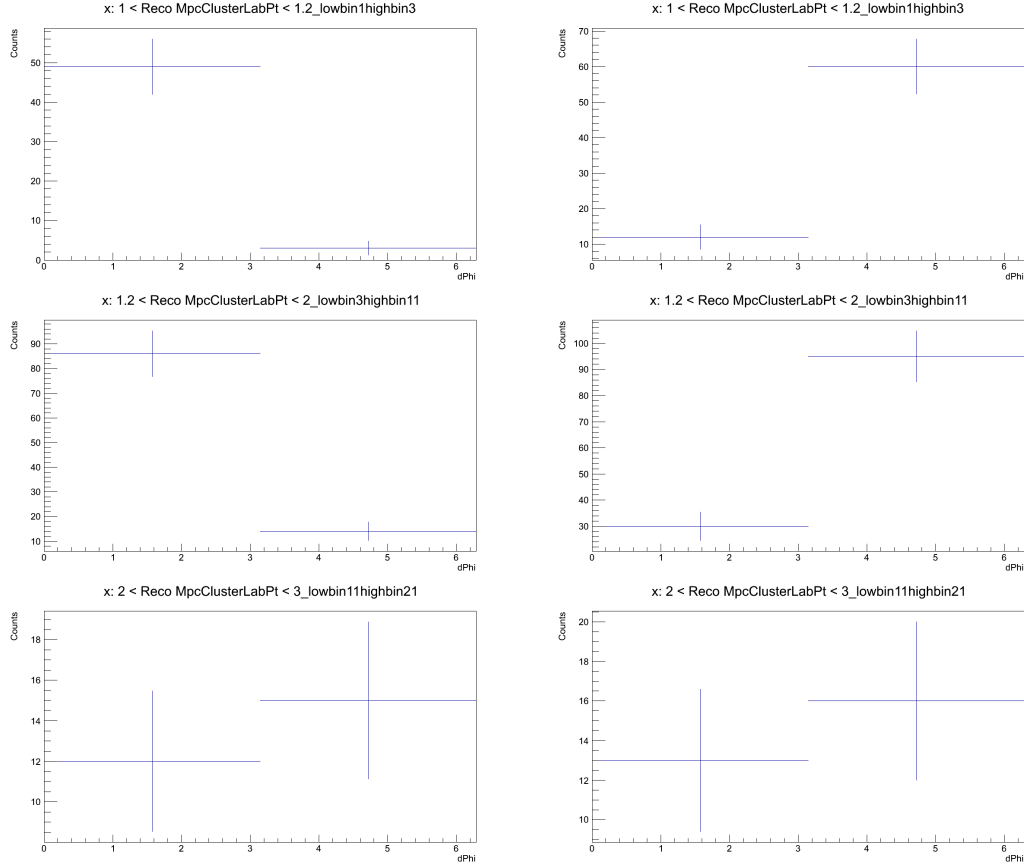 x: 1 < Reco MpcClusterLabPt < 1.2_lowbin1highbin3
Counts
50
40
30
20
10
0
0 1 2 3 4 5 6
dPhi
x: 1 < Reco MpcClusterLabPt < 1.2_lowbin1highbin3
Counts
70
60
50
40
30
20
10
0 1 2 3 4 5 6
dPhi
x: 1.2 < Reco MpcClusterLabPt < 2_lowbin3highbin11
Counts
90
80
70
60
50
40
30
20
10
0 1 2 3 4 5 6
dPhi
x: 1.2 < Reco MpcClusterLabPt < 2_lowbin3highbin11
Counts
100
90
80
70
60
50
40
30
0 1 2 3 4 5 6
dPhi
x: 2 < Reco MpcClusterLabPt < 3_lowbin11highbin21
Counts
18
16
14
12
10
0 1 2 3 4 5 6
dPhi
x: 2 < Reco MpcClusterLabPt < 3_lowbin11highbin21
Counts
20
18
16
14
12
10
0 1 2 3 4 5 6
dPhi